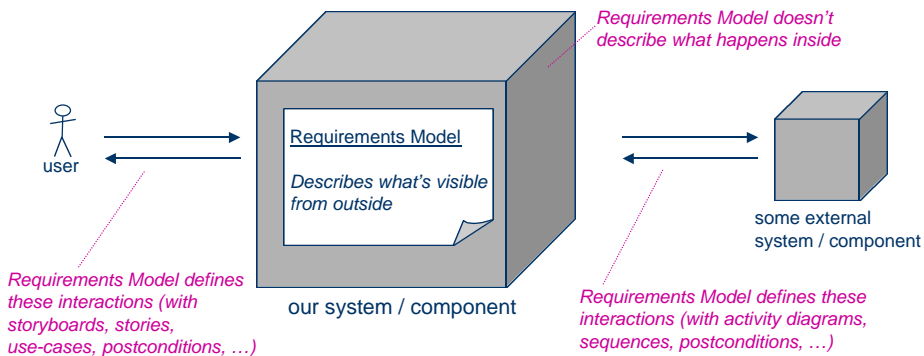 Requirements Model doesn't
describe what happens inside
user
Requirements Model
Describes what's visible
from outside
some external
system / component
Requirements Model defines
these interactions (with
storyboards, stories,
use-cases, postconditions, …)
our system / component
Requirements Model defines these
interactions (with activity diagrams,
sequences, postconditions, …)